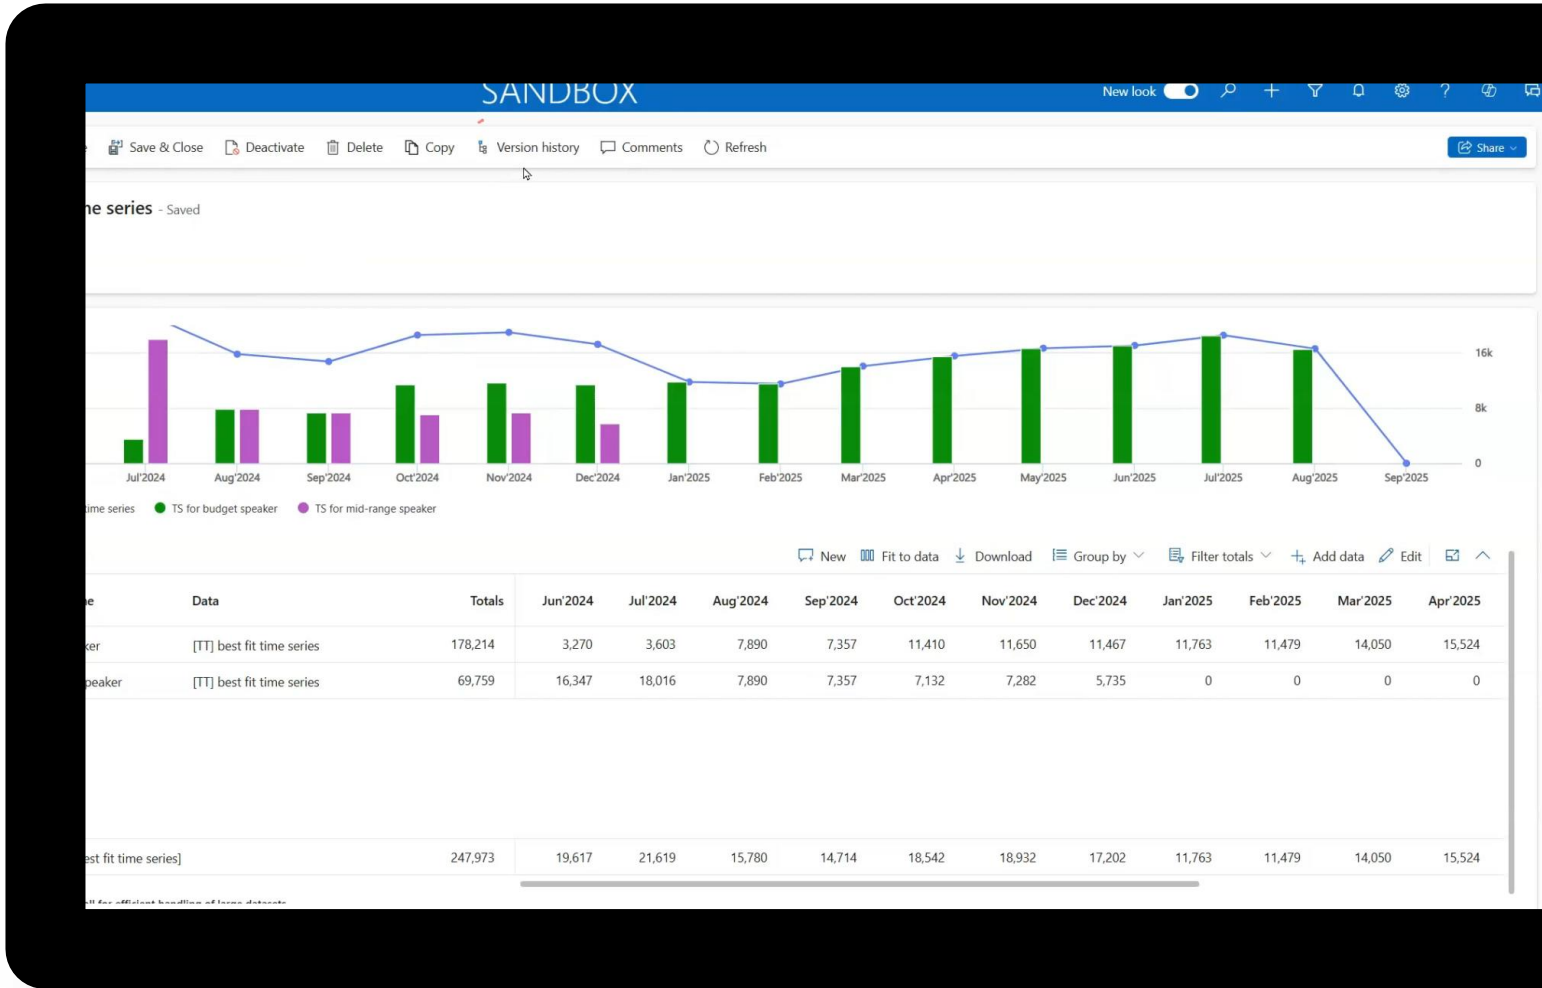 SANDBOX
New look
Save & Close Deactivate Delete Copy Version history Comments Refresh Share
series - Saved
16k
8k
0
Jul'2024 Aug'2024 Sep'2024 Oct'2024 Nov'2024 Dec'2024 Jan'2025 Feb'2025 Mar'2025 Apr'2025 May'2025 Jun'2025 Jul'2025 Aug'2025 Sep'2025
time series TS for budget speaker TS for mid-range speaker
New Fit to data Download Group by Filter totals Add data Edit
Data Totals Jun'2024 Jul'2024 Aug'2024 Sep'2024 Oct'2024 Nov'2024 Dec'2024 Jan'2025 Feb'2025 Mar'2025 Apr'2025
[TT] best fit time series 178,214 3,270 3,603 7,890 7,357 11,410 11,650 11,467 11,763 11,479 14,050 15,524
speaker [TT] best fit time series 69,759 16,347 18,016 7,890 7,357 7,132 7,282 5,735 0 0 0 0
fit time series] 247,973 19,617 21,619 15,780 14,714 18,542 18,932 17,202 11,763 11,479 14,050 15,524
for efficient handling of large datasets